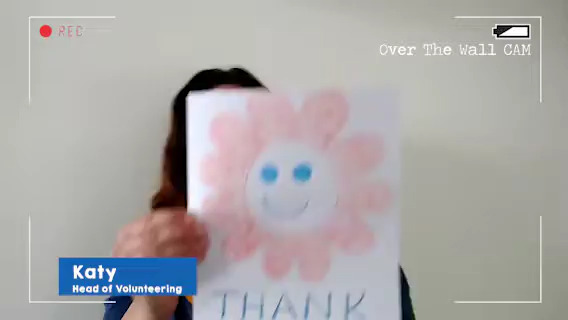 REC
Over The Wall CAM
THANK
Katy
Head of Volunteering